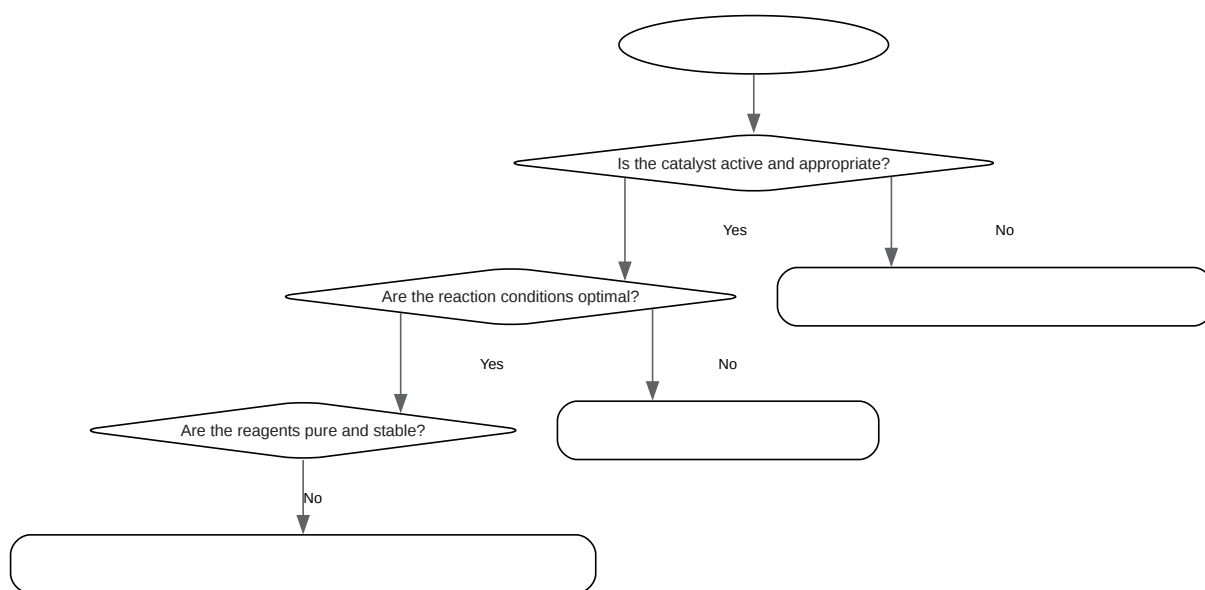 Is the catalyst active and appropriate?
Yes
No
Are the reaction conditions optimal?
Yes
No
Are the reagents pure and stable?
No